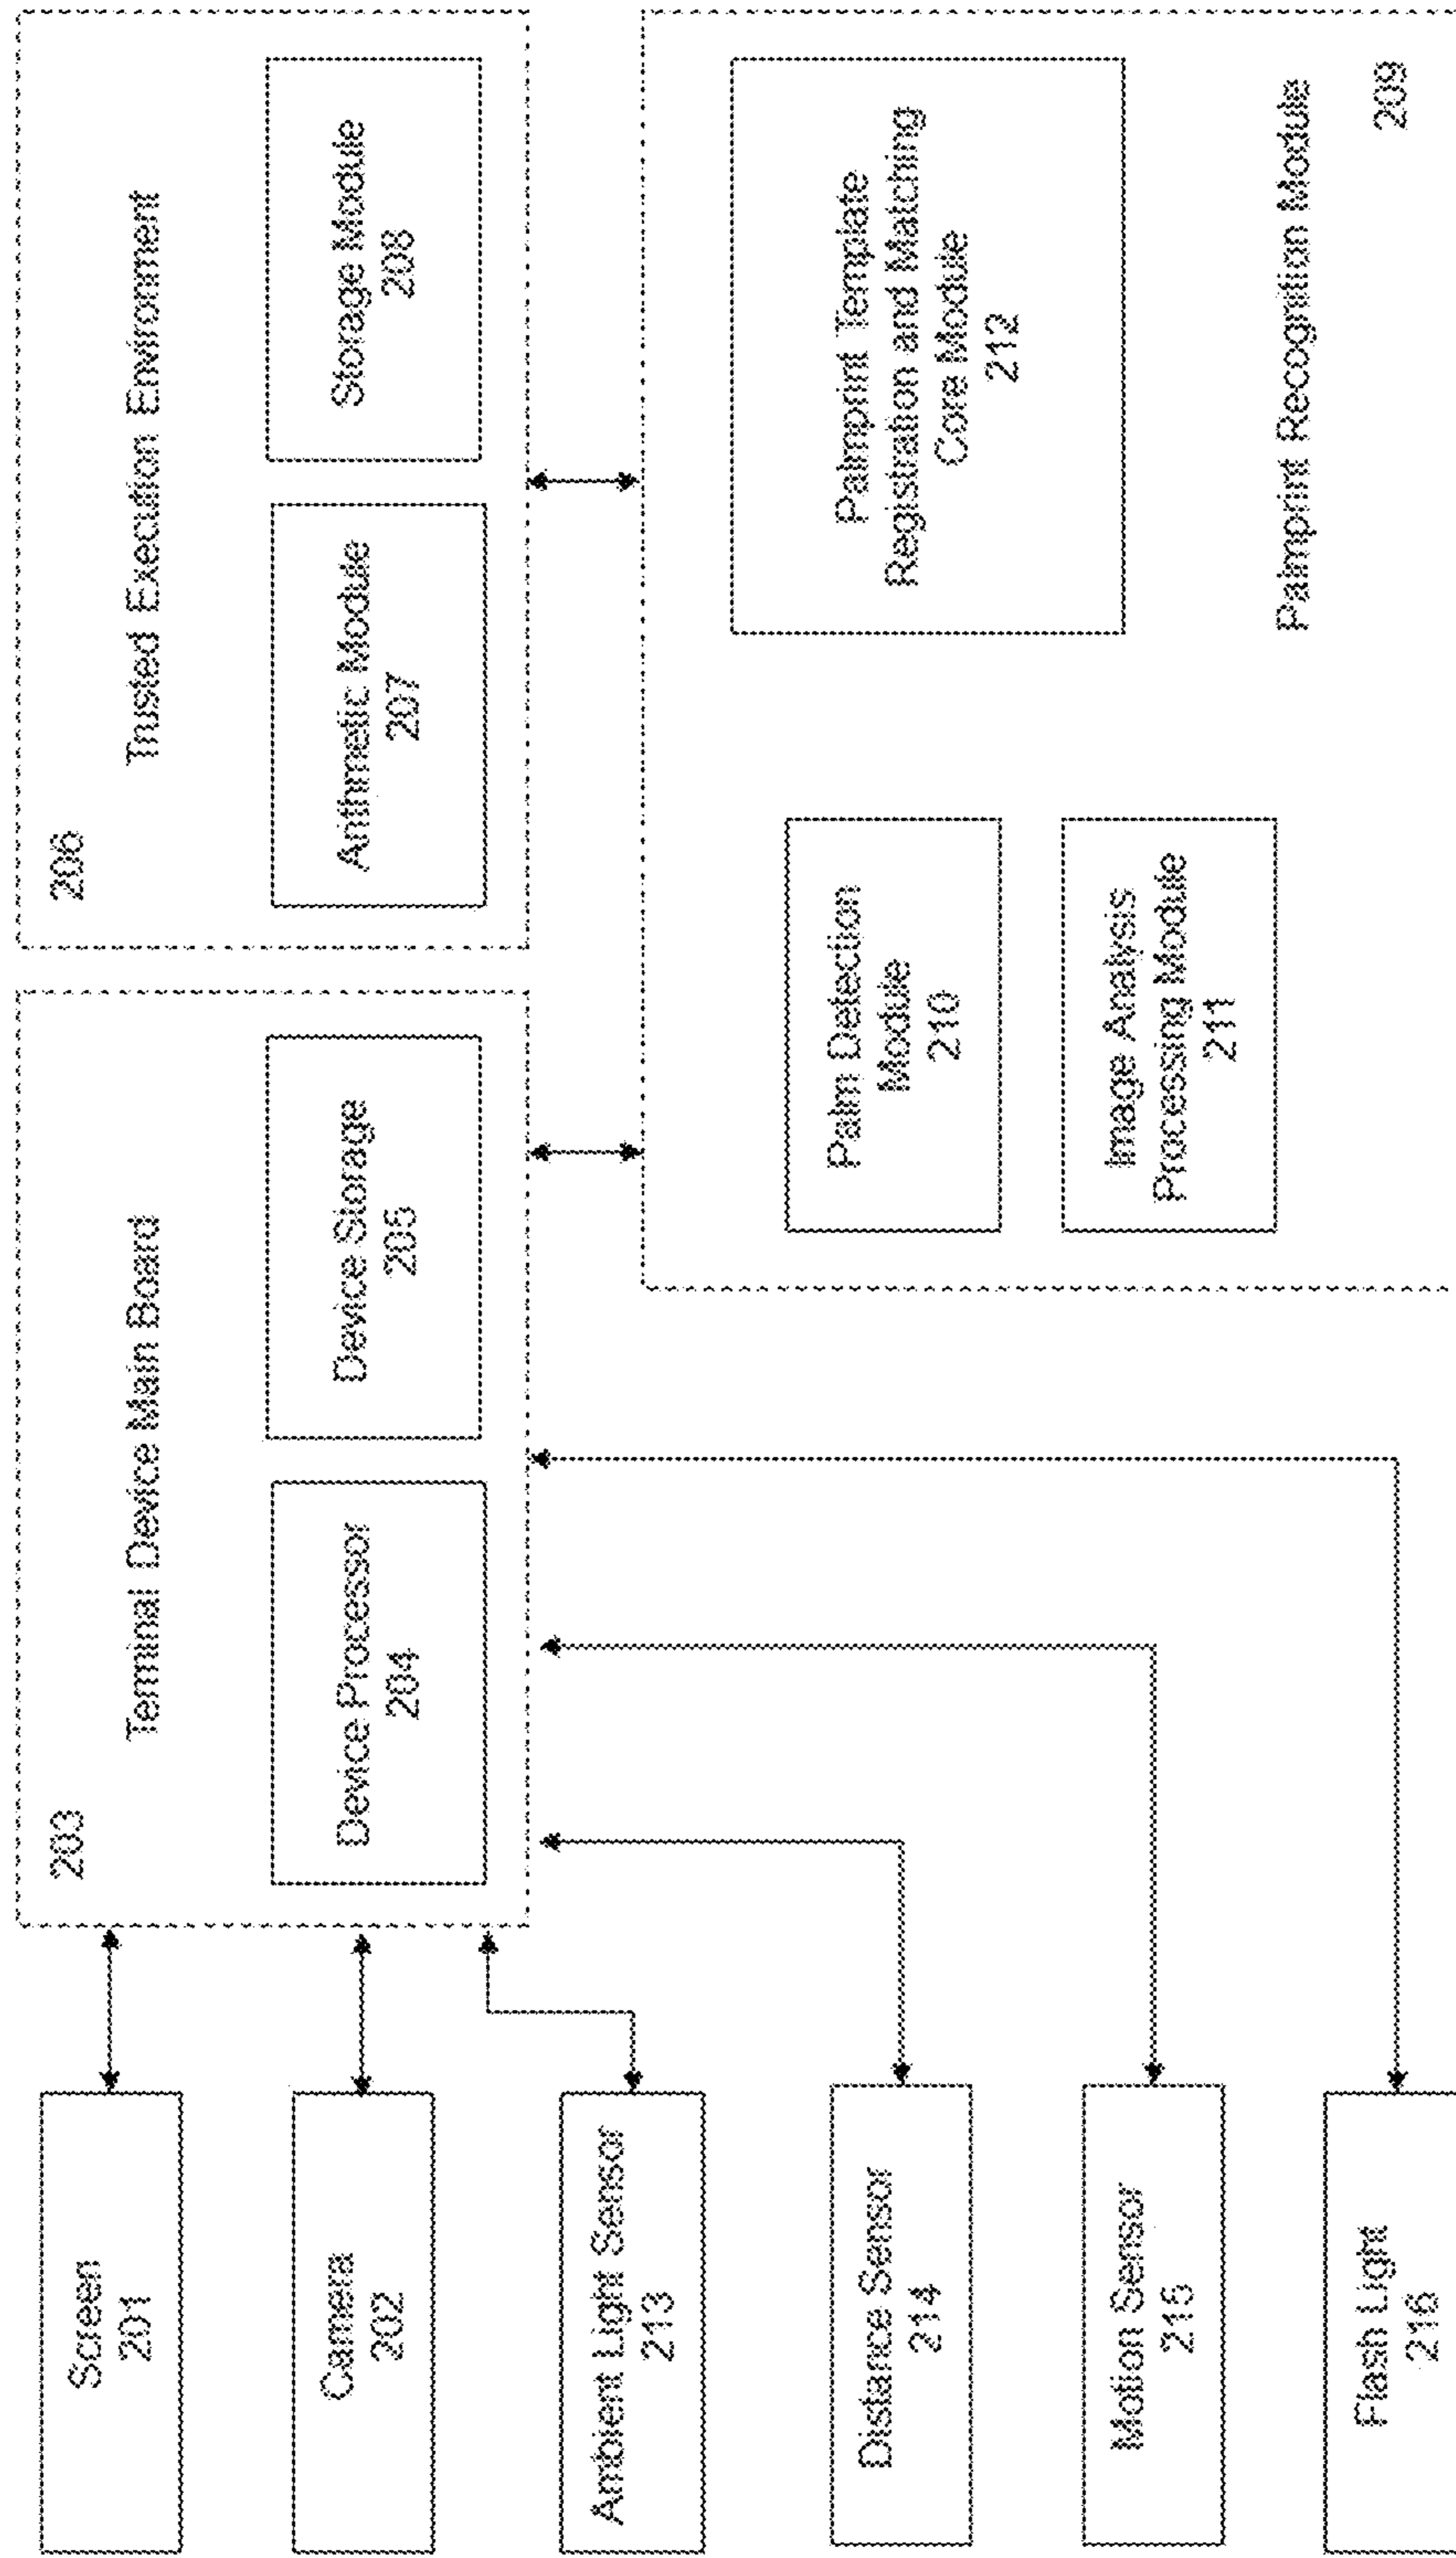 Screen
201
Camera
202
Ambient Light Sensor
213
Distance Sensor
214
Motion Sensor
215
Flash Light
216
203
Terminal Device Main Board
Device Processor
204
Device Storage
205
206
Trusted Execution Environment
Arithmetic Module
207
Storage Module
208
Palm Detection
Module
210
Image Analysis
Processing Module
211
Palmprint Template
Registration and Matching
Core Module
212
Palmprint Recognition Module
209